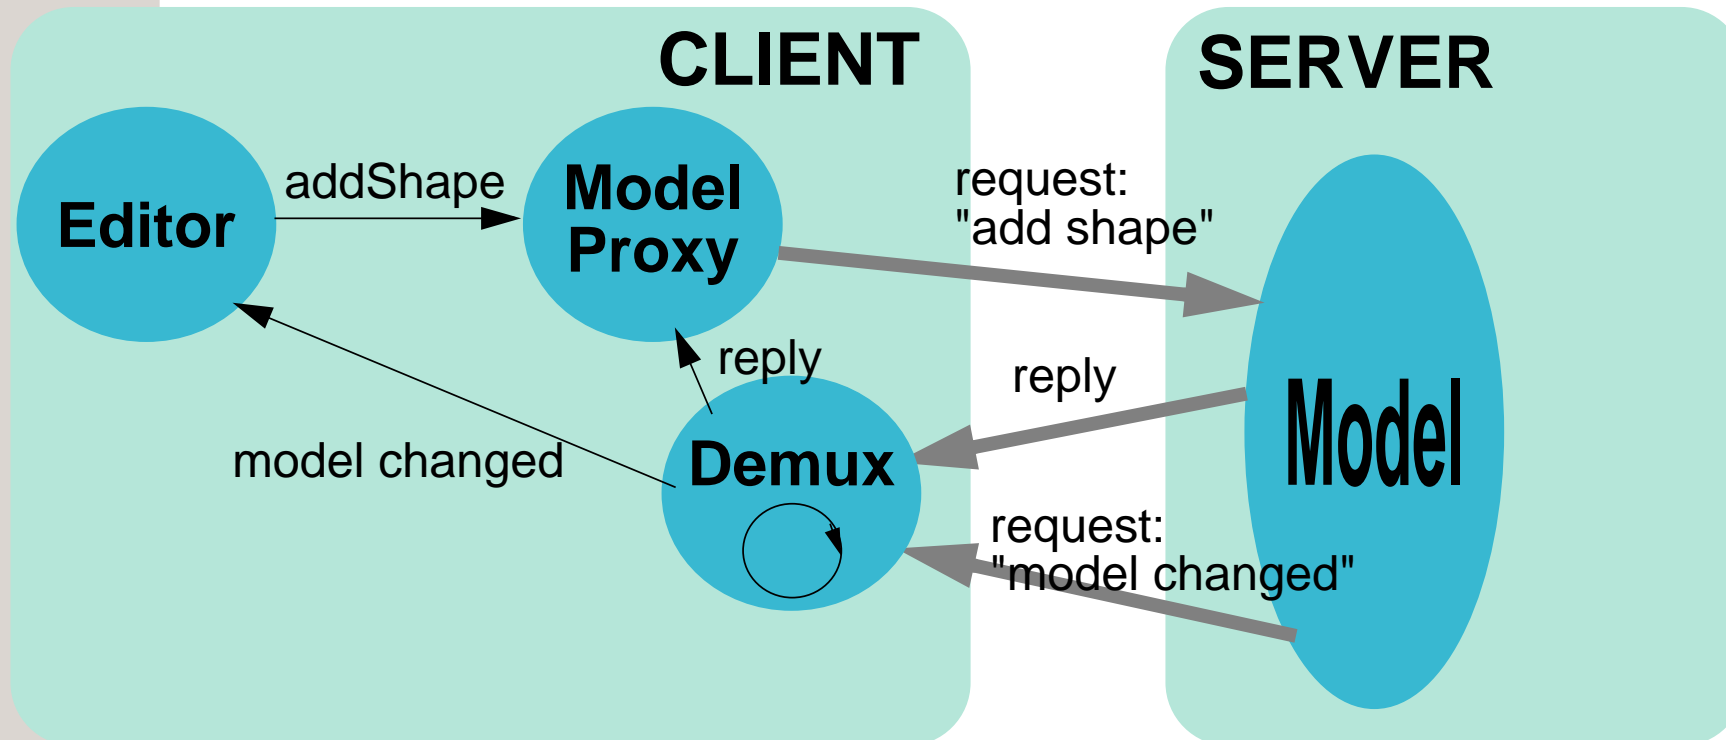 CLIENT
SERVER
Editor
addShape
Model
Proxy
request:
"add shape"
reply
reply
model changed
Demux
Model
request:
"model changed"